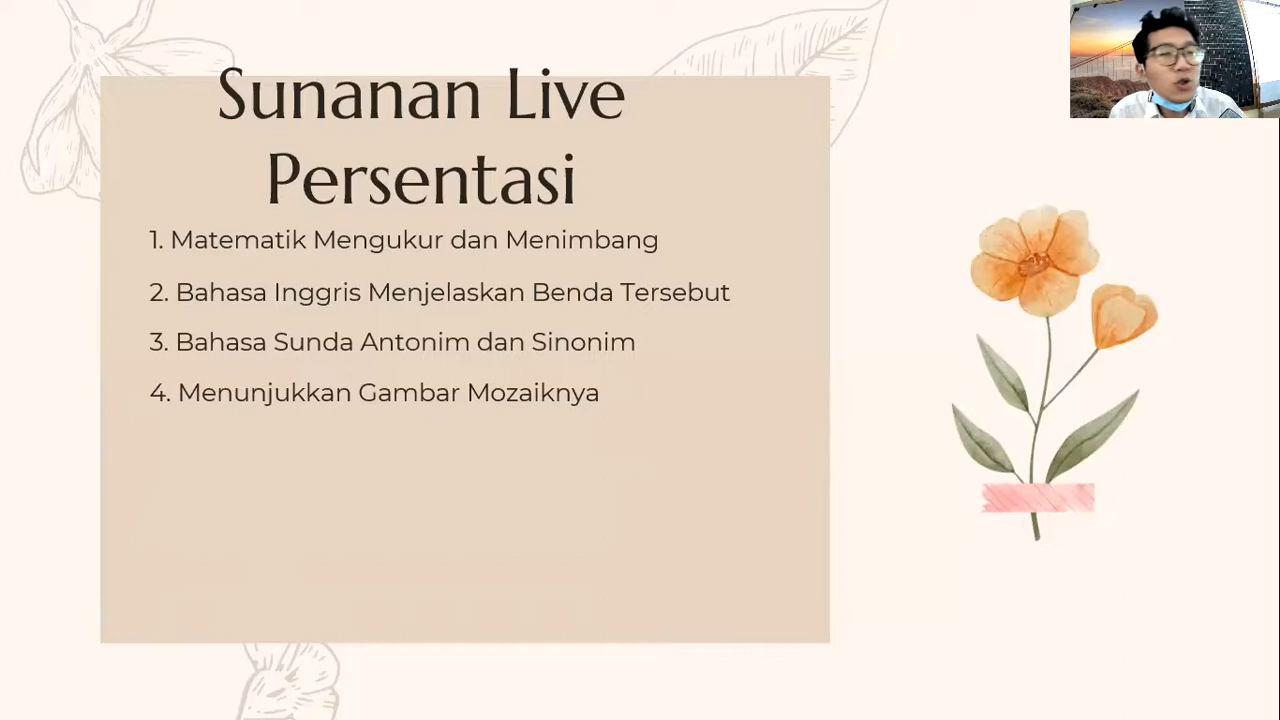 Sunanan Live
Persentasi
1. Matematik Mengukur dan Menimbang
2. Bahasa Inggris Menjelaskan Benda Tersebut
3. Bahasa Sunda Antonim dan Sinonim
4. Menunjukkan Gambar Mozaiknya